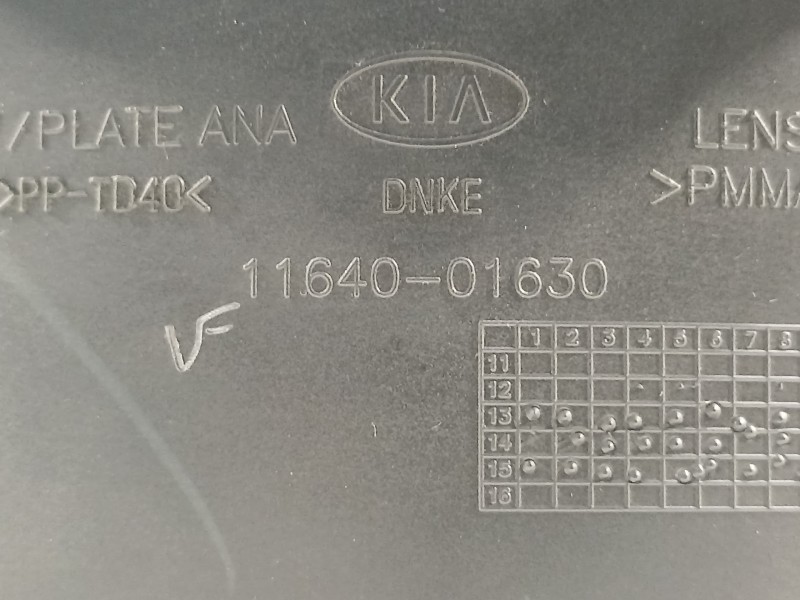 KIA
/PLATE ANA LENS
>PP-TD40< DNKE >PMMA
11640-01630
VF
1 2 3 4 5 6 7 8
11
12
13
14
15
16